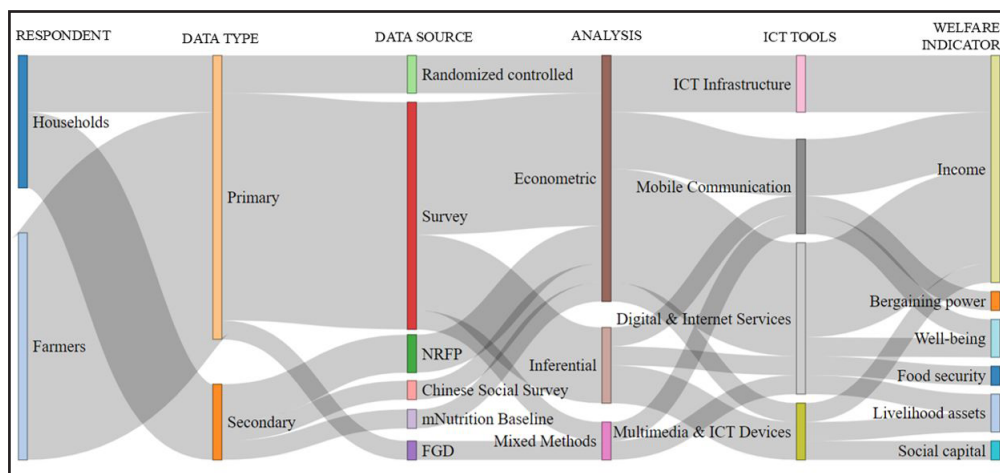 RESPONDENT
DATA TYPE
DATA SOURCE
ANALYSIS
ICT TOOLS
WELFARE
INDICATOR
Households
Farmers
Primary
Secondary
Randomized controlled
Survey
NRFP
Chinese Social Survey
mNutrition Baseline
FGD
Econometric
Inferential
Mixed Methods
ICT Infrastructure
Mobile Communication
Digital & Internet Services
Multimedia & ICT Devices
Income
Bergaining power
Well-being
Food security
Livelihood assets
Social capital